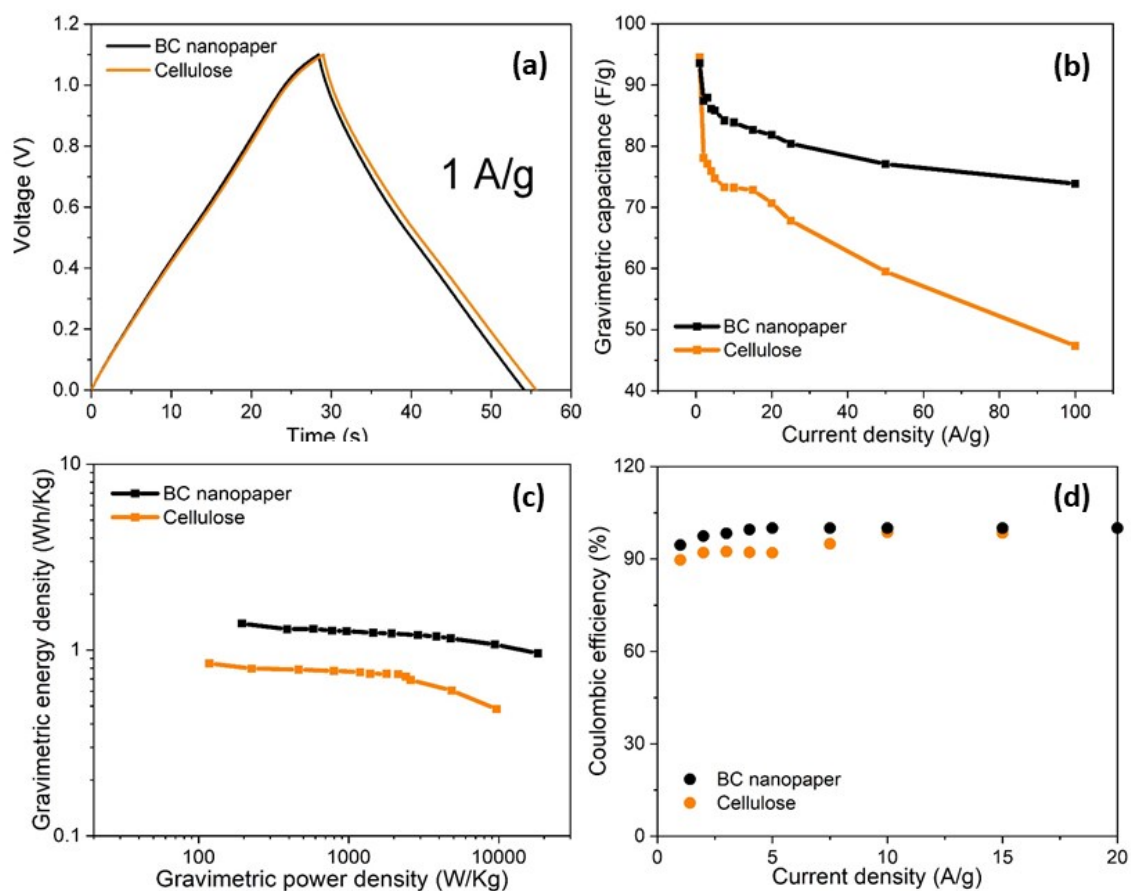 1.2
1.0
0.8
0.6
0.4
0.2
0.0
Voltage (V)
BC nanopaper
Cellulose
(a)
1 A/g
0 10 20 30 40 50 60
Time (s)
100
90
80
70
60
50
40
Gravimetric capacitance (F/g)
(b)
BC nanopaper
Cellulose
0 20 40 60 80 100
Current density (A/g)
10
1
0.1
Gravimetric energy density (Wh/Kg)
BC nanopaper
Cellulose
(c)
100 1000 10000
Gravimetric power density (W/Kg)
120
90
60
30
0
Coulombic efficiency (%)
(d)
BC nanopaper
Cellulose
0 5 10 15 20
Current density (A/g)